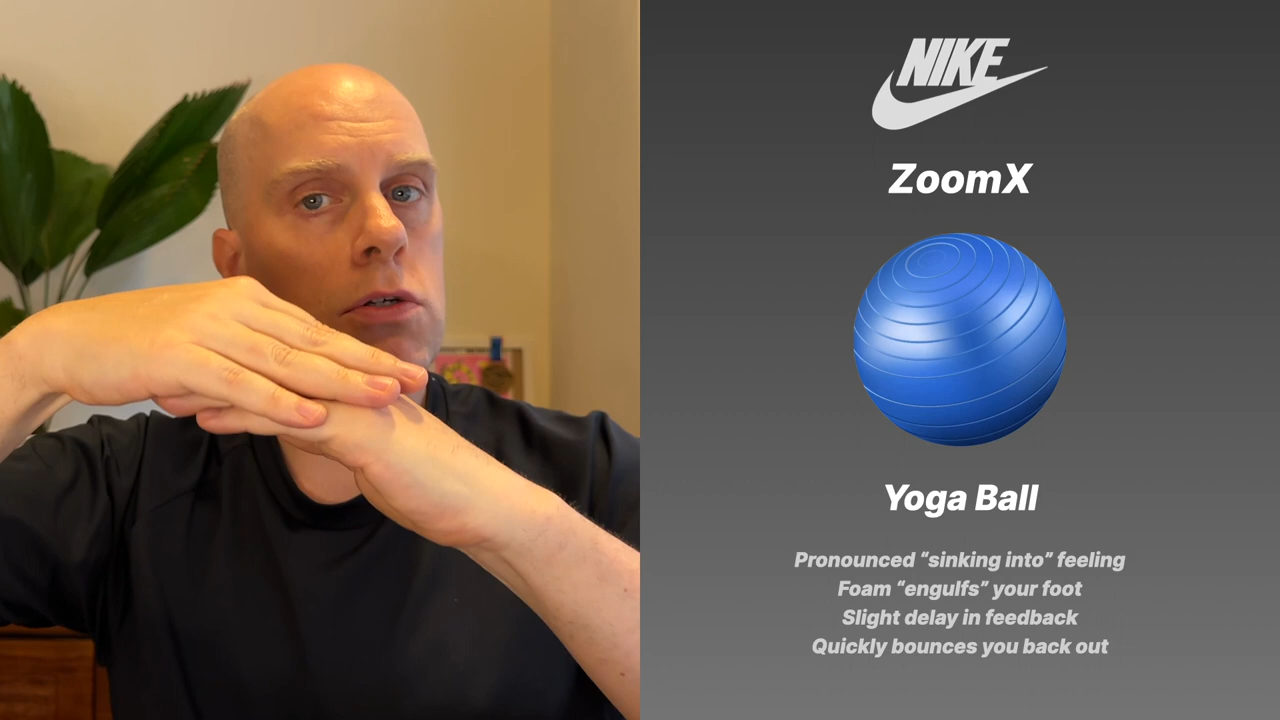 NIKE
ZoomX
Yoga Ball
Pronounced “sinking into” feeling
Foam “engulfs” your foot
Slight delay in feedback
Quickly bounces you back out